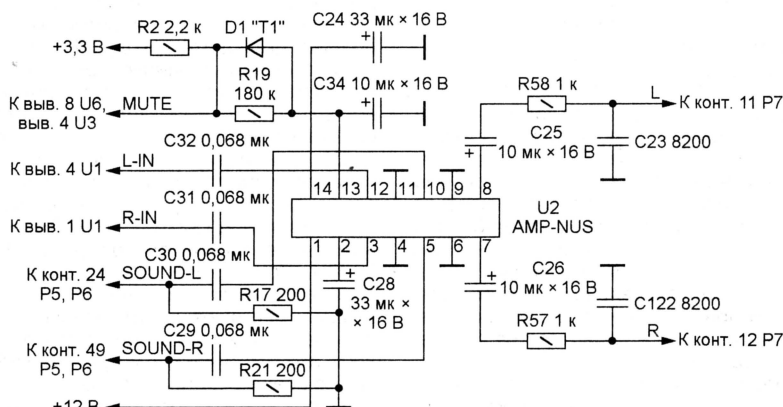 R2 2,2 к
D1 "T1"
C24 33 мк × 16 В
+3,3 В
R19
180 к
C34 10 мк × 16 В
К выв. 8 U6,
выв. 4 U3
MUTE
R58 1 к
L
К конт. 11 P7
C32 0,068 мк
C25
10 мк × 16 В
C23 8200
К выв. 4 U1
L-IN
C31 0,068 мк
14 13 12 11 10 9 8
К выв. 1 U1
R-IN
U2
AMP-NUS
C30 0,068 мк
1 2 3 4 5 6 7
К конт. 24
P5, P6
SOUND-L
C28
33 мк ×
× 16 В
R17 200
C26
10 мк × 16 В
C122 8200
C29 0,068 мк
К конт. 49
P5, P6
SOUND-R
R57 1 к
R
К конт. 12 P7
R21 200
+12 В